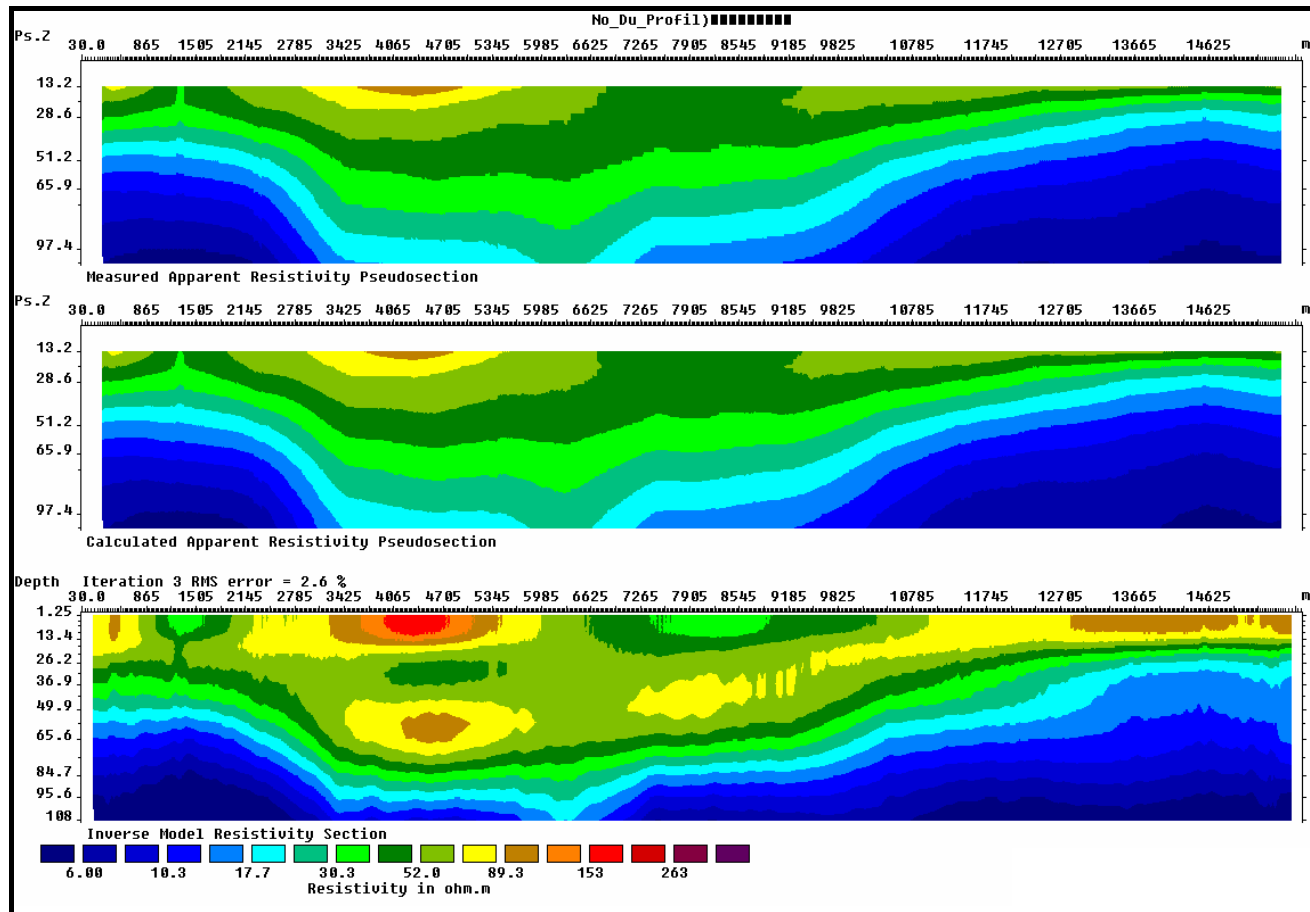 No_Du_Profil)
Ps.Z
30.0 865 1505 2145 2785 3425 4065 4705 5345 5985 6625 7265 7905 8545 9185 9825 10785 11745 12705 13665 14625 m
13.2
28.6
51.2
65.9
97.4
Measured Apparent Resistivity Pseudosection
Ps.Z
30.0 865 1505 2145 2785 3425 4065 4705 5345 5985 6625 7265 7905 8545 9185 9825 10785 11745 12705 13665 14625 m
13.2
28.6
51.2
65.9
97.4
Calculated Apparent Resistivity Pseudosection
Depth Iteration 3 RMS error = 2.6 %
30.0 865 1505 2145 2785 3425 4065 4705 5345 5985 6625 7265 7905 8545 9185 9825 10785 11745 12705 13665 14625 m
1.25
13.4
26.2
36.9
49.9
65.6
84.7
95.6
108
Inverse Model Resistivity Section
6.00 10.3 17.7 30.3 52.0 89.3 153 263
Resistivity in ohm.m